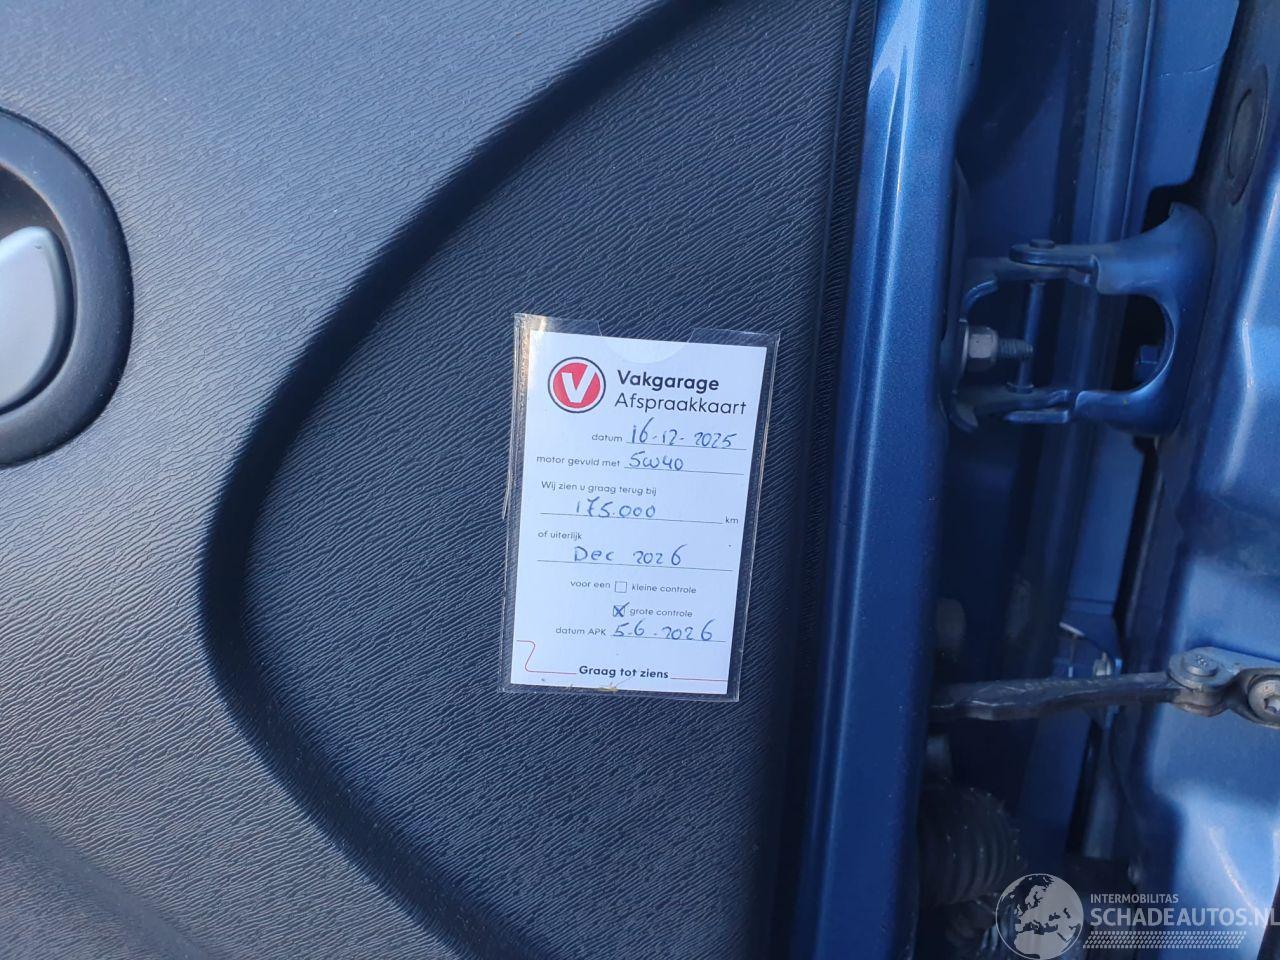 V
Vakgarage
Afspraakkaart
datum 16-12-2025
motor gevuld met 5W40
Wij zien u graag terug bij
175.000 km
of uiterlijk
Dec 2026
voor een kleine controle
grote controle
datum APK 5-6-2026
Graag tot ziens
INTERMOBILITAS
SCHADEAUTOS.NL